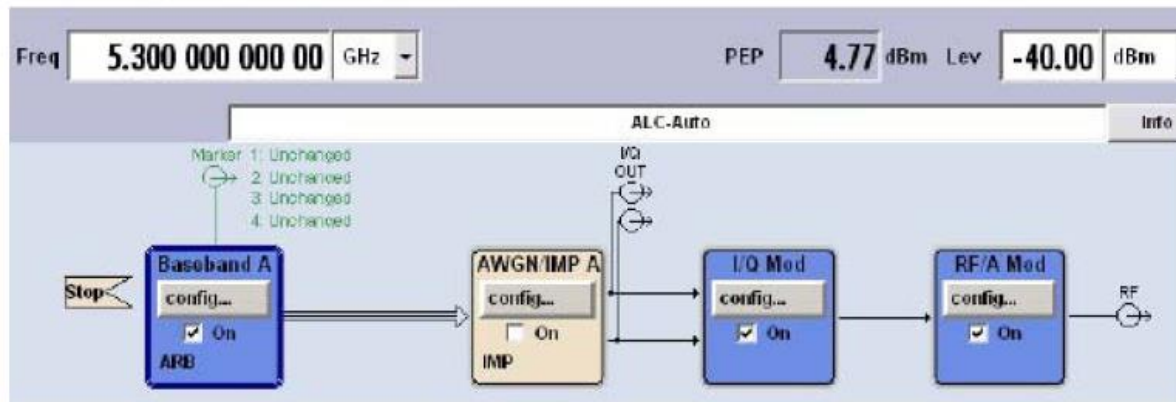 Freq 5.300 000 000 00 GHz PEP 4.77 dBm Lev -40.00 dBm
ALC-Auto Info
Marker 1: Unchanged
2: Unchanged
3: Unchanged
4: Unchanged
I/Q
OUT
Stop
Baseband A
config...
On
ARB
AWGN/IMP A
config...
On
IMP
I/Q Mod
config...
On
RF/A Mod
config...
On
RF